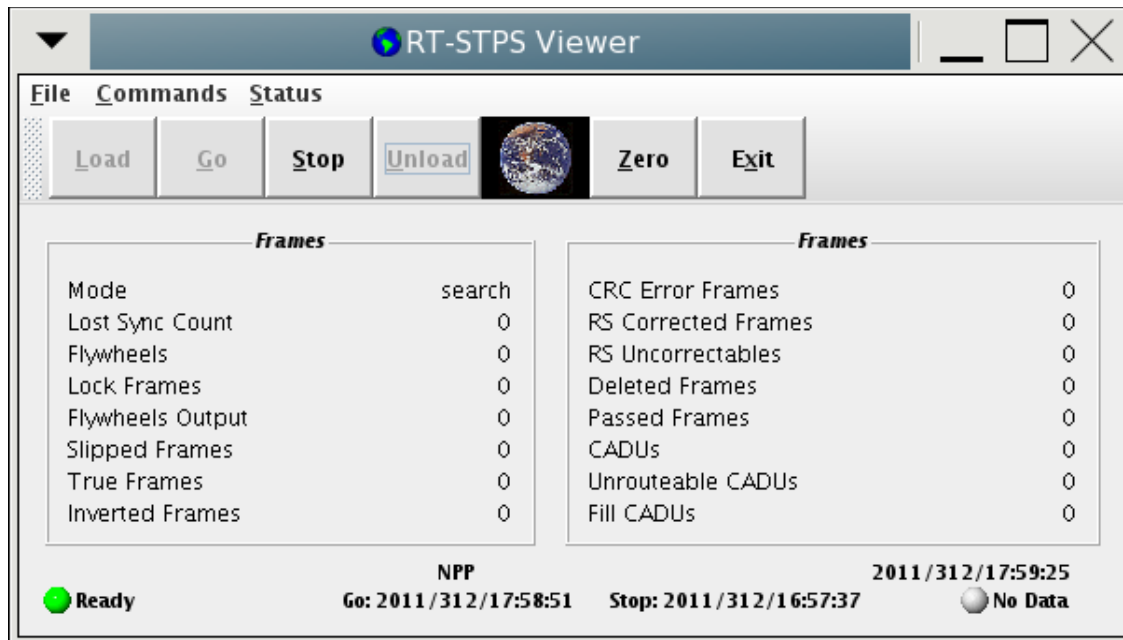 RT-STPS Viewer
File Commands Status
Load Go Stop Unload Zero Exit
Frames
Mode search
Lost Sync Count 0
Flywheels 0
Lock Frames 0
Flywheels Output 0
Slipped Frames 0
True Frames 0
Inverted Frames 0
Frames
CRC Error Frames 0
RS Corrected Frames 0
RS Uncorrectables 0
Deleted Frames 0
Passed Frames 0
CADUs 0
Unrouteable CADUs 0
Fill CADUs 0
NPP 2011/312/17:59:25
Ready Go: 2011/312/17:58:51 Stop: 2011/312/16:57:37 No Data